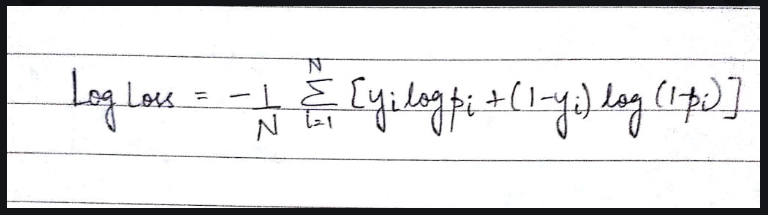 Log Loss = -1/N Σ_{i=1}^{N} [yi log pi + (1-yi) log (1-pi)]